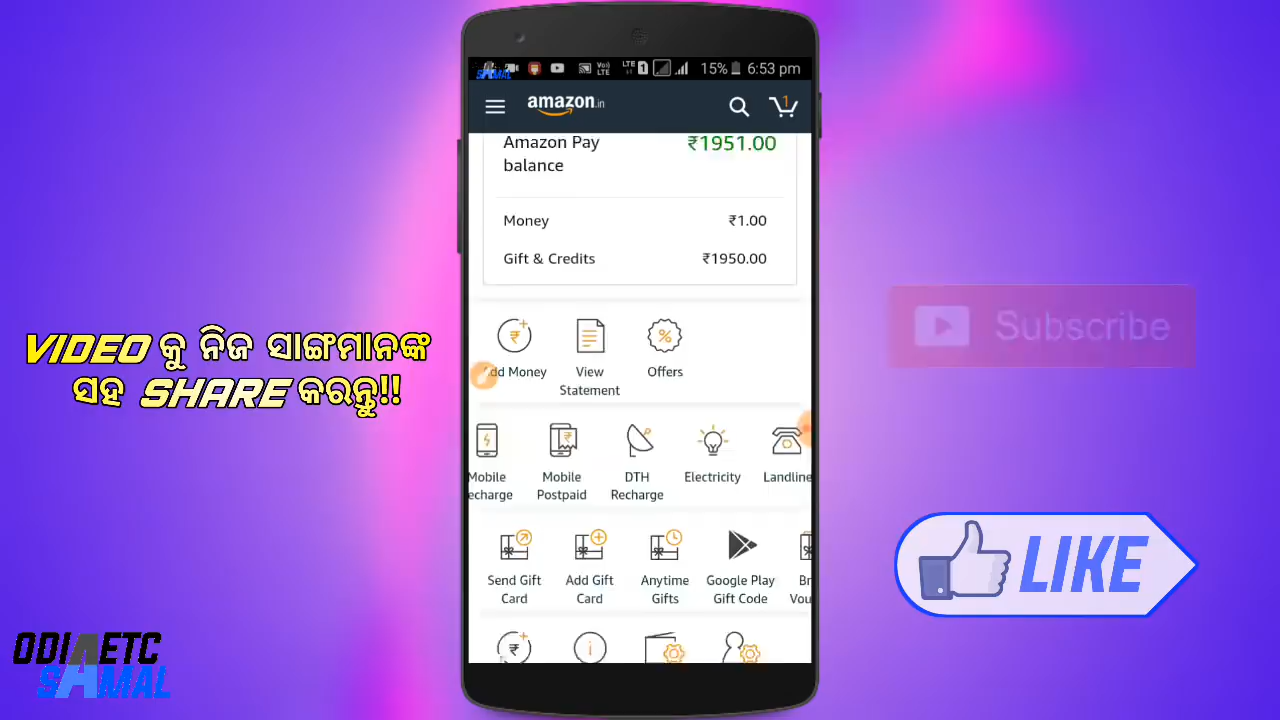 15% 6:53 pm
amazon.in
1
Amazon Pay balance
₹1951.00
Money ₹1.00
Gift & Credits ₹1950.00
Add Money
View Statement
Offers
Mobile
Mobile Postpaid
DTH Recharge
Electricity
Landline
Send Gift Card
Add Gift Card
Anytime Gifts
Google Play Gift Code
VIDEO କୁ ନିଜ ସାଙ୍ଗମାନଙ୍କ
ସହ SHARE କରନ୍ତୁ!!
Subscribe
LIKE
ODIA ETC
SAMAL